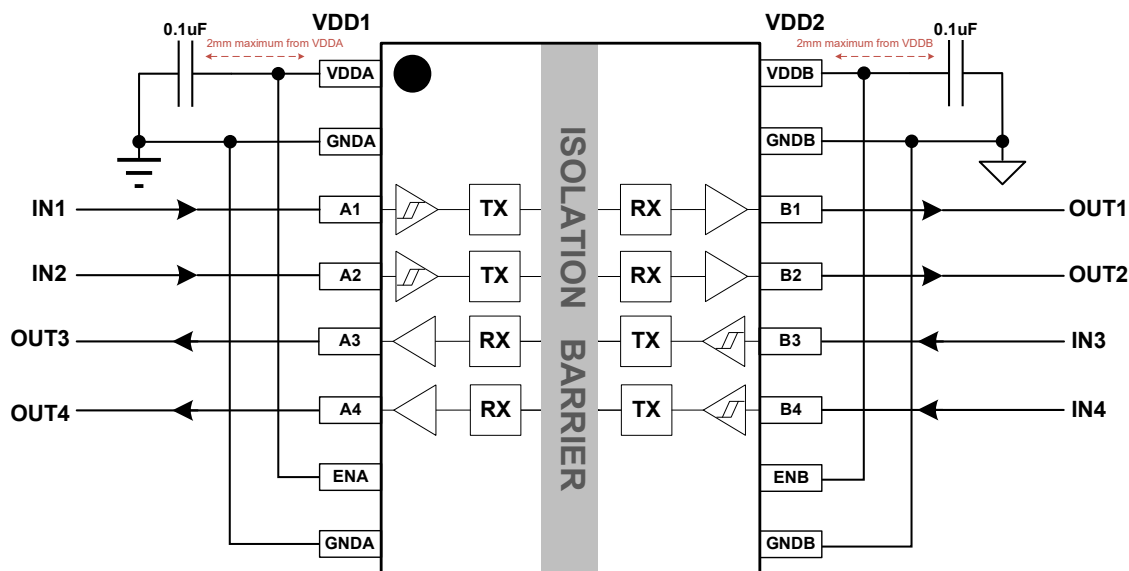 VDD1
VDD2
0.1uF
0.1uF
2mm maximum from VDDA
2mm maximum from VDDB
VDDA
VDDB
GNDA
GNDB
IN1
A1
TX
RX
B1
OUT1
IN2
A2
TX
RX
B2
OUT2
OUT3
A3
RX
TX
B3
IN3
OUT4
A4
RX
TX
B4
IN4
ENA
ENB
GNDA
GNDB
ISOLATION BARRIER